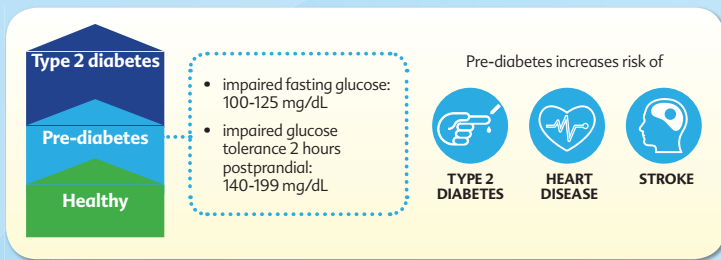 Type 2 diabetes
Pre-diabetes
Healthy
• impaired fasting glucose:
100-125 mg/dL
• impaired glucose
tolerance 2 hours
postprandial:
140-199 mg/dL
Pre-diabetes increases risk of
TYPE 2
DIABETES
HEART
DISEASE
STROKE